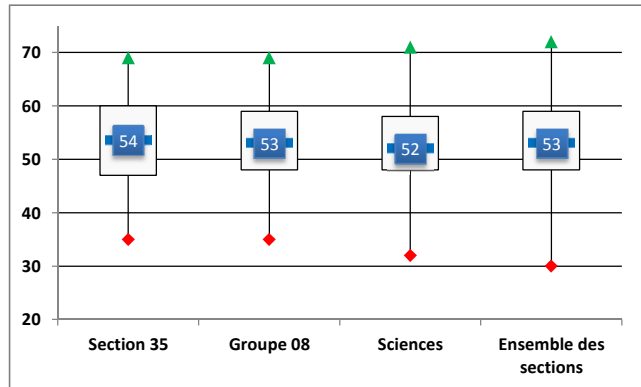 70
60
50
40
30
20
54
53
52
53
Section 35
Groupe 08
Sciences
Ensemble des
sections